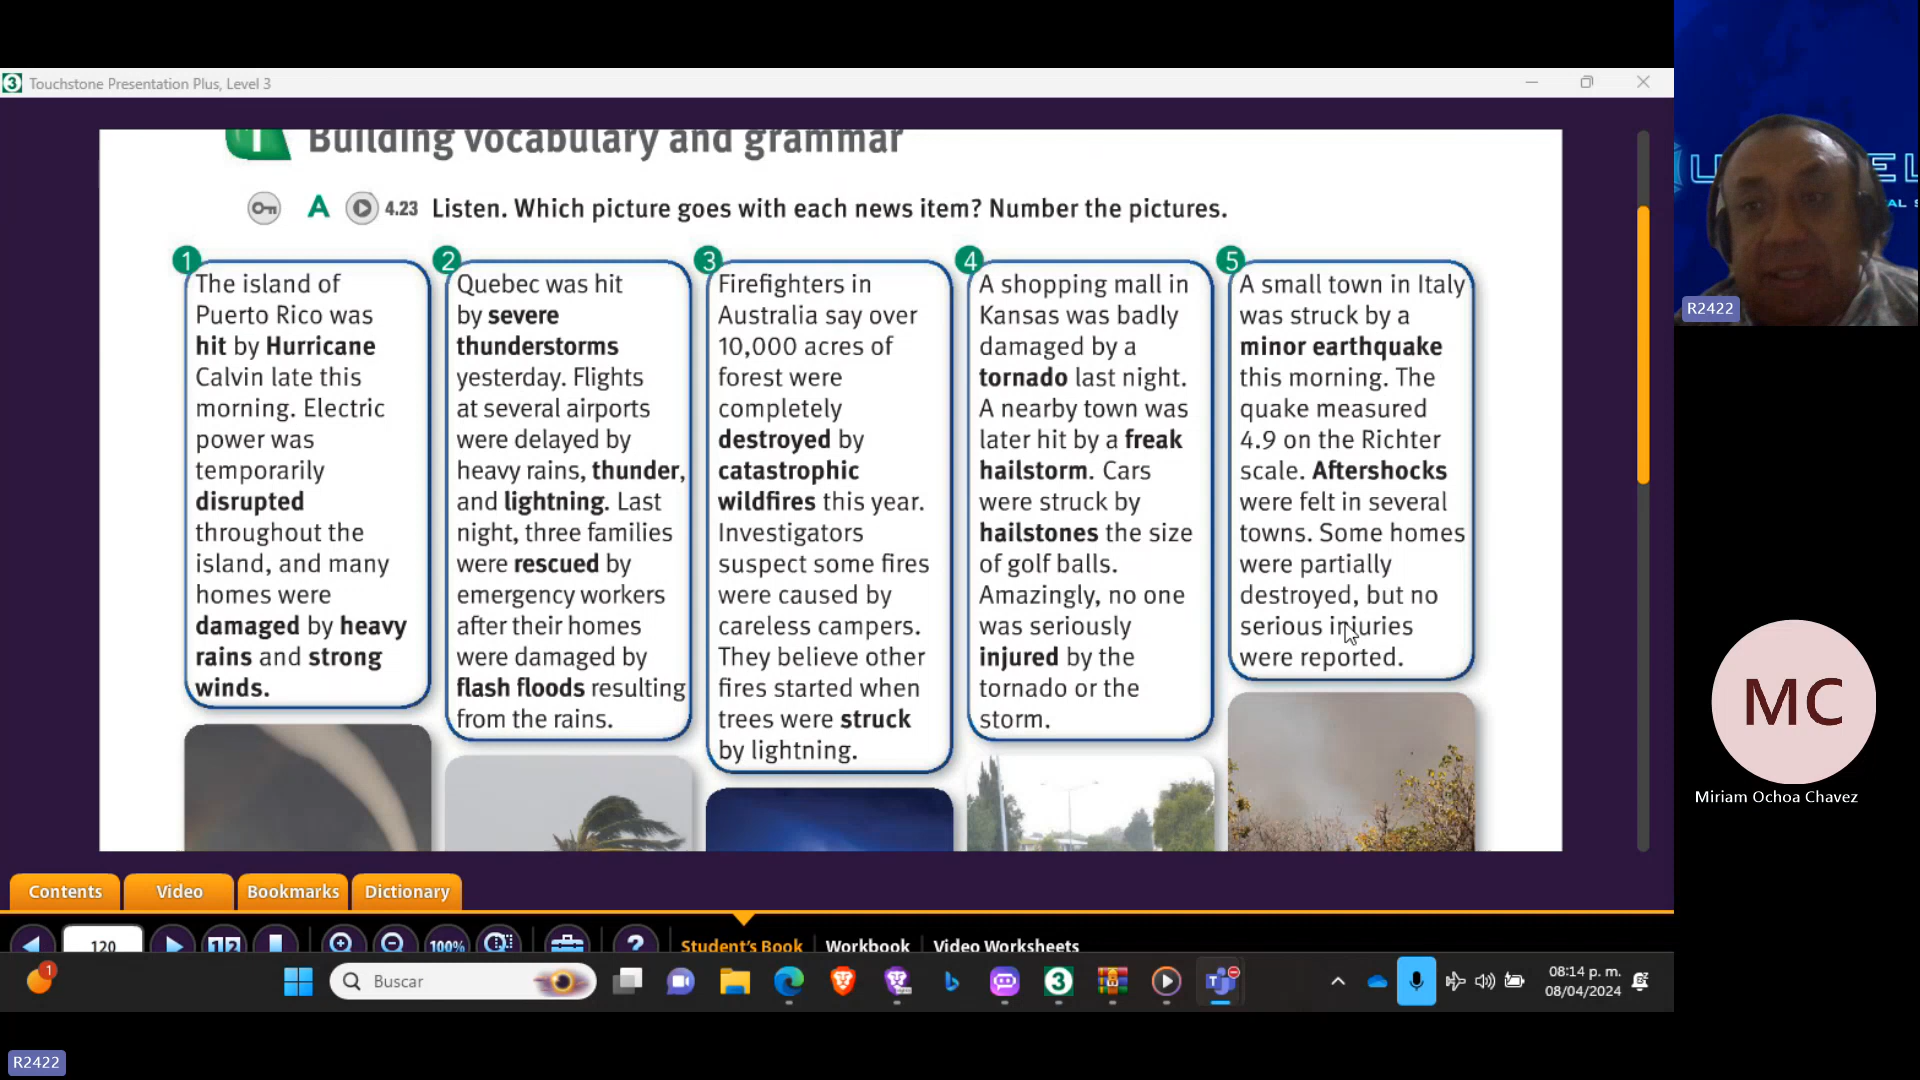 Touchstone Presentation Plus, Level 3
1 Building vocabulary and grammar
A 4.23 Listen. Which picture goes with each news item? Number the pictures.
1
The island of
Puerto Rico was
hit by Hurricane
Calvin late this
morning. Electric
power was
temporarily
disrupted
throughout the
island, and many
homes were
damaged by heavy
rains and strong
winds.
2
Quebec was hit
by severe
thunderstorms
yesterday. Flights
at several airports
were delayed by
heavy rains, thunder,
and lightning. Last
night, three families
were rescued by
emergency workers
after their homes
were damaged by
flash floods resulting
from the rains.
3
Firefighters in
Australia say over
10,000 acres of
forest were
completely
destroyed by
catastrophic
wildfires this year.
Investigators
suspect some fires
were caused by
careless campers.
They believe other
fires started when
trees were struck
by lightning.
4
A shopping mall in
Kansas was badly
damaged by a
tornado last night.
A nearby town was
later hit by a freak
hailstorm. Cars
were struck by
hailstones the size
of golf balls.
Amazingly, no one
was seriously
injured by the
tornado or the
storm.
5
A small town in Italy
was struck by a
minor earthquake
this morning. The
quake measured
4.9 on the Richter
scale. Aftershocks
were felt in several
towns. Some homes
were partially
destroyed, but no
serious injuries
were reported.
Contents Video Bookmarks Dictionary
120 100% ? Student's Book Workbook Video Worksheets
1 Buscar 3 08:14 p. m.
08/04/2024
R2422
MC
Miriam Ochoa Chavez
R2422